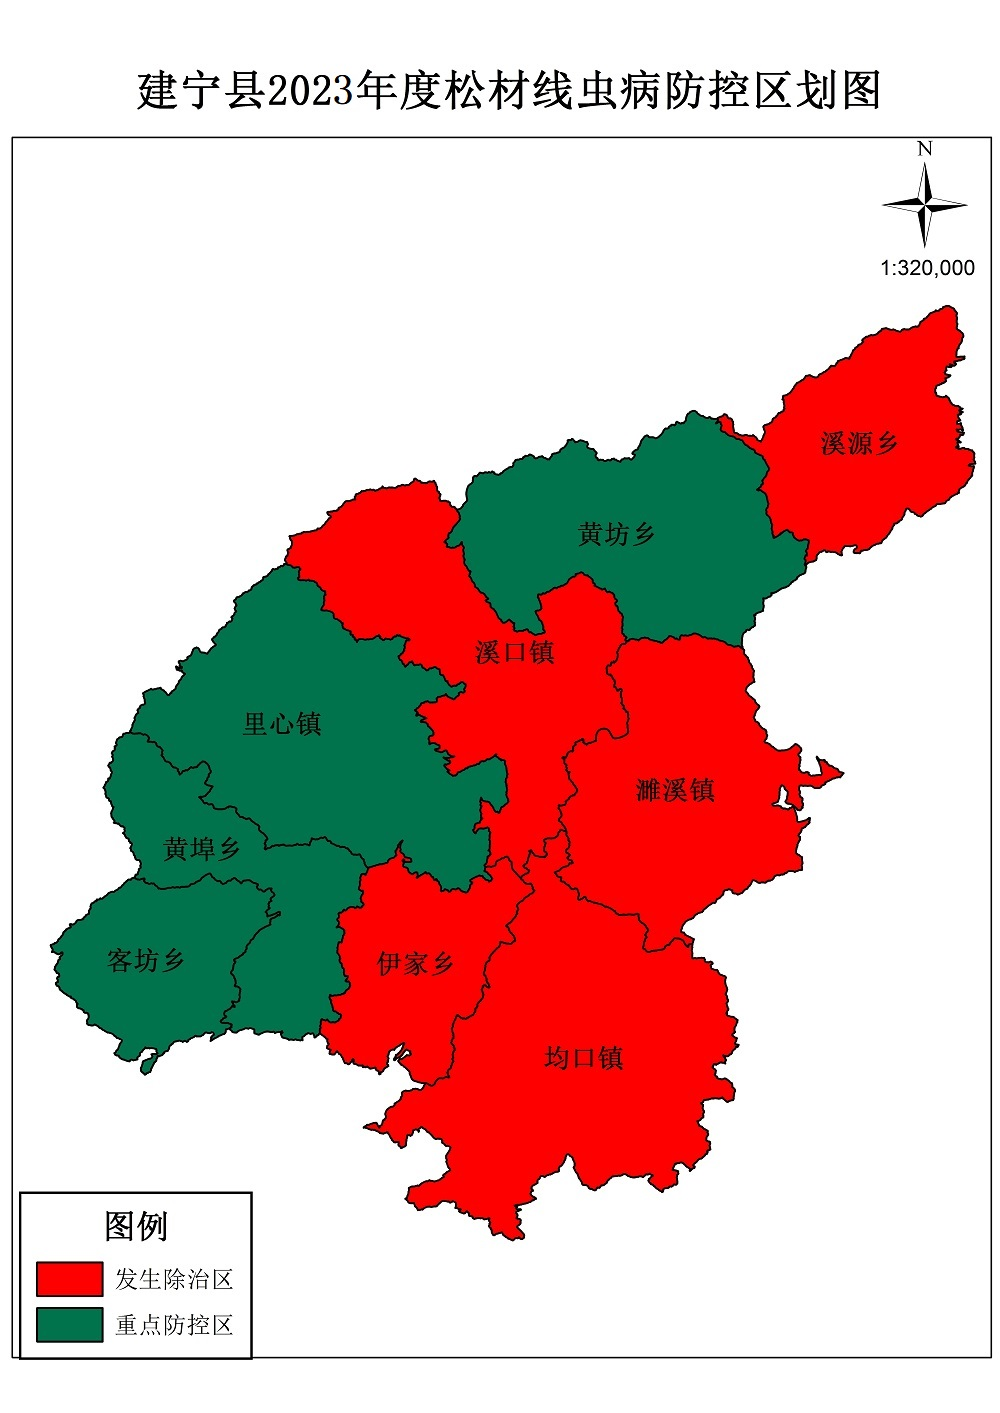 建宁县2023年度松材线虫病防控区划图
N
1:320,000
溪源乡
黄坊乡
溪口镇
里心镇
濉溪镇
黄埠乡
客坊乡
伊家乡
均口镇
图例
发生除治区
重点防控区